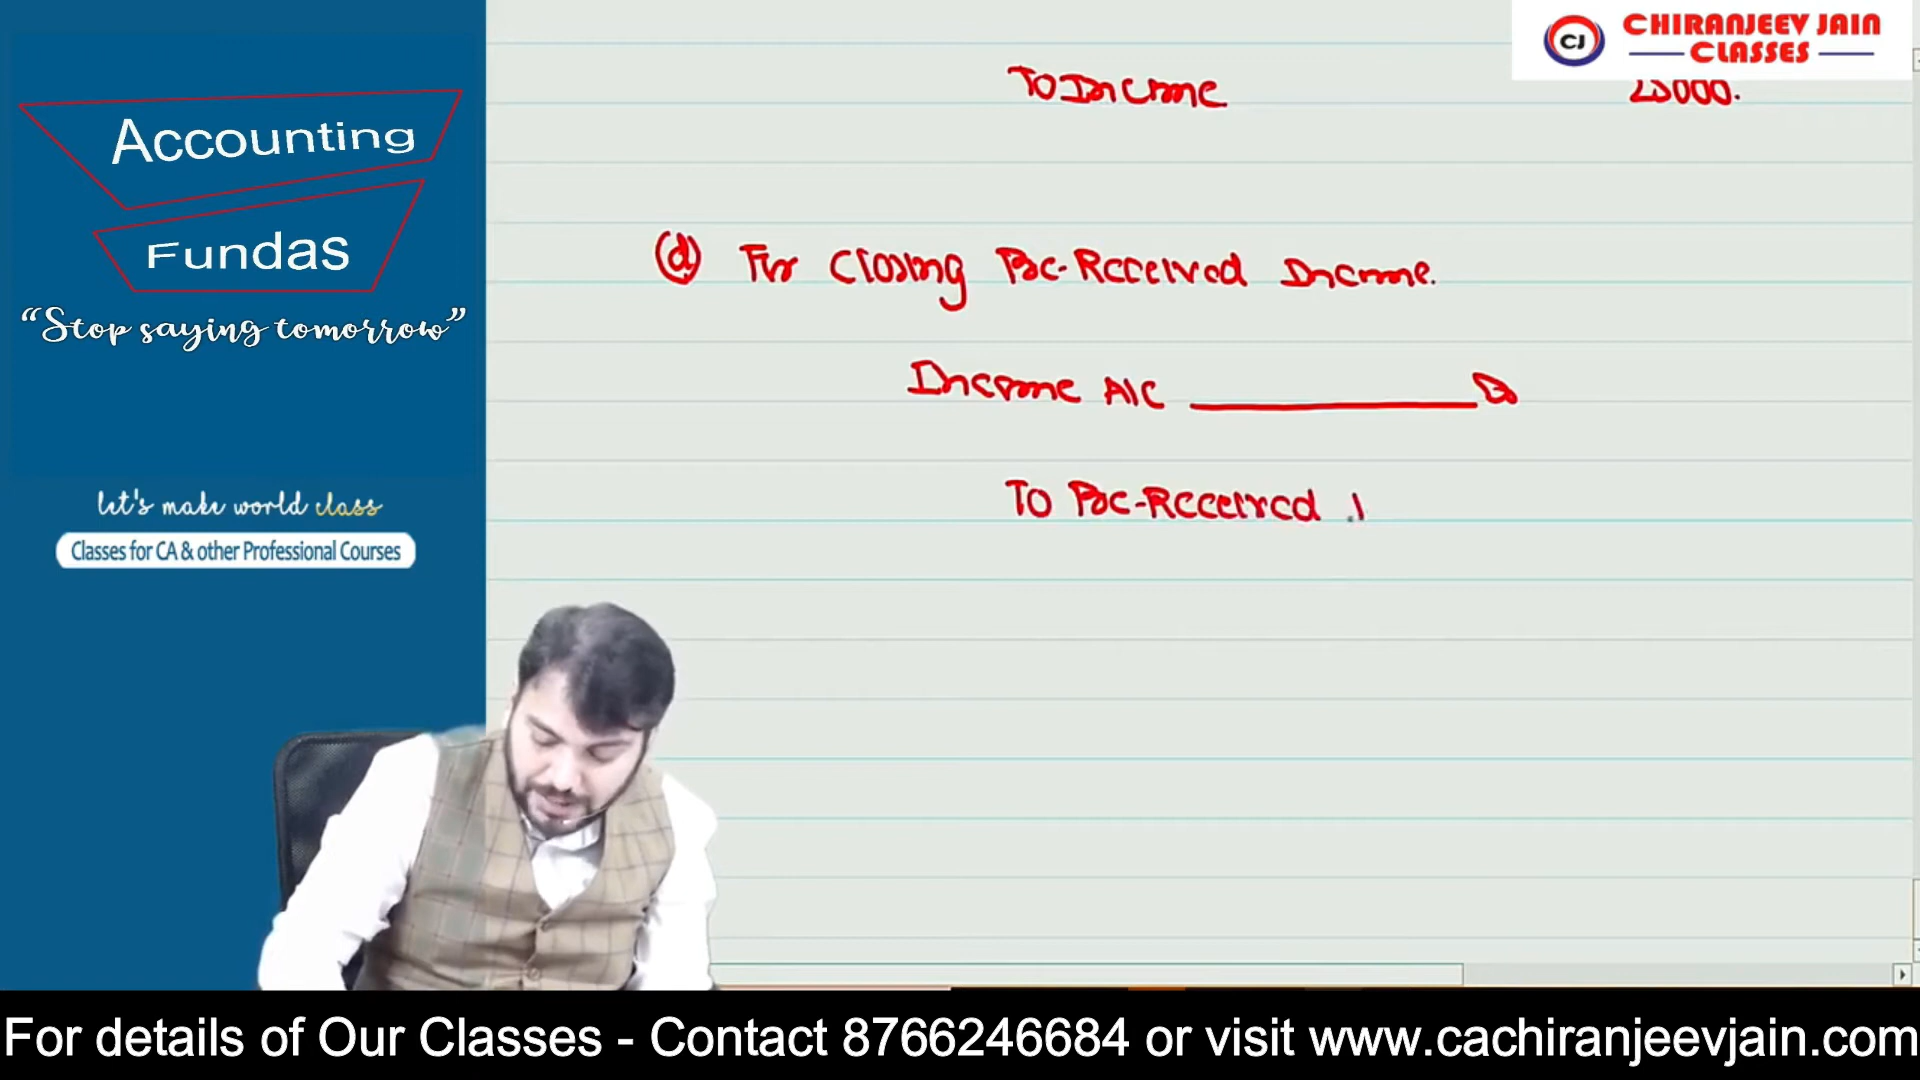 CHIRANJEEV JAIN
CLASSES
CJ
Accounting
Fundas
“Stop saying tomorrow”
let's make world class
Classes for CA & other Professional Courses
To Income
(d) For Closing Pre-Received Income.
Income A/C Dr
To Pre-Received
For details of Our Classes - Contact 8766246684 or visit www.cachiranjeevjain.com